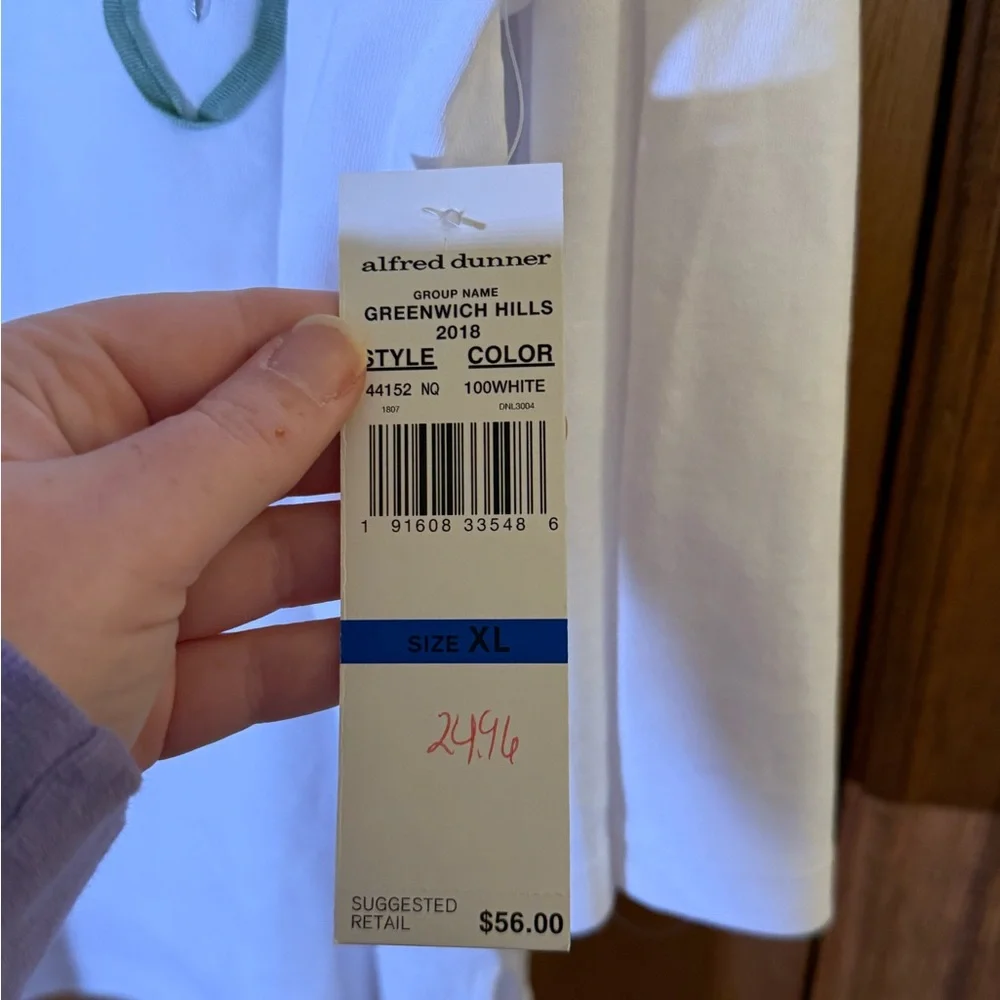 alfred dunner
GROUP NAME
GREENWICH HILLS
2018
STYLE COLOR
44152 NQ 100WHITE
1807 DNL3004
1 91608 33548 6
SIZE XL
24.96
SUGGESTED
RETAIL $56.00